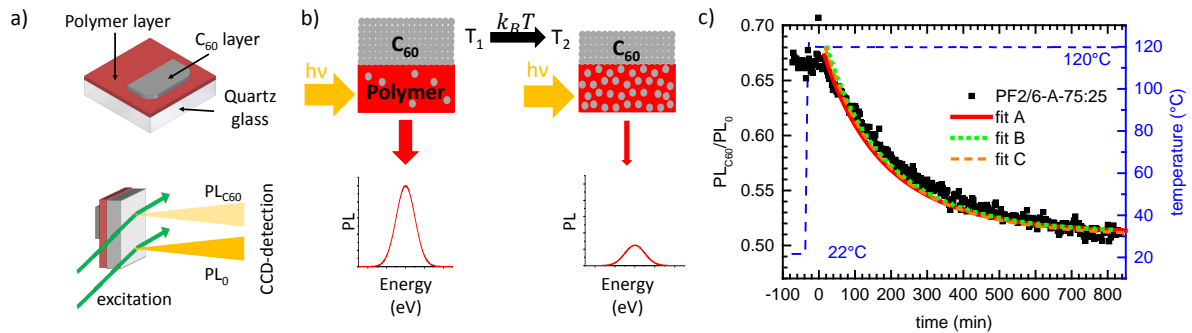 a)
Polymer layer
C60 layer
Quartz
glass
PLC60
PL0
excitation
CCD-detection
b)
C60
hν
Polymer
T1
kBT
T2
C60
hν
PL
Energy
(eV)
PL
Energy
(eV)
c)
0.70
0.65
0.60
0.55
0.50
PLC60/PL0
-100 0 100 200 300 400 500 600 700 800
time (min)
120°C
22°C
PF2/6-A-75:25
fit A
fit B
fit C
140
120
100
80
60
40
20
temperature (°C)